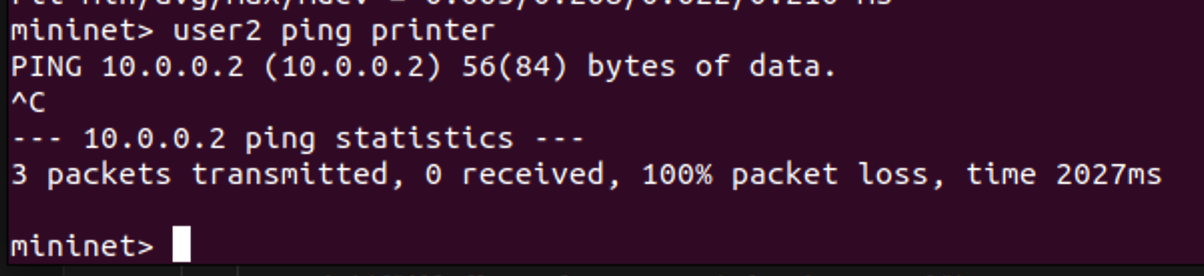 mininet> user2 ping printer
PING 10.0.0.2 (10.0.0.2) 56(84) bytes of data.
^C
--- 10.0.0.2 ping statistics ---
3 packets transmitted, 0 received, 100% packet loss, time 2027ms
mininet>